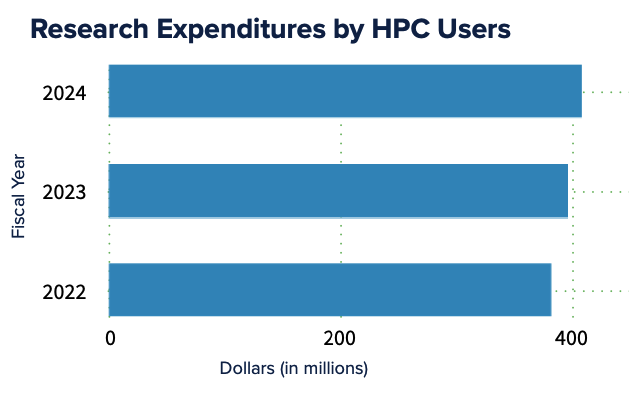 Research Expenditures by HPC Users
2024
2023
2022
Fiscal Year
0 200 400
Dollars (in millions)